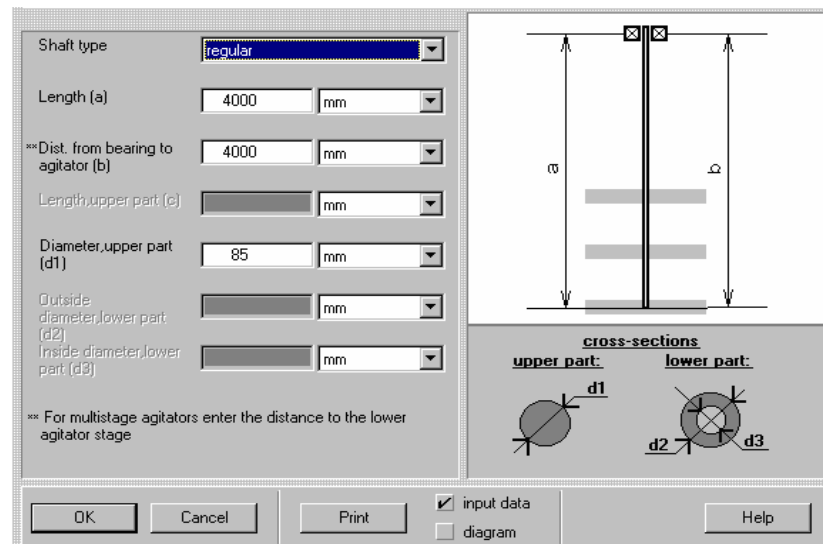 Shaft type
regular
Length (a)
4000
mm
**Dist. from bearing to
agitator (b)
4000
mm
Length,upper part (c)
mm
Diameter,upper part
(d1)
85
mm
Outside
diameter,lower part
(d2)
mm
Inside diameter,lower
part (d3)
mm
** For multistage agitators enter the distance to the lower
agitator stage
a
b
cross-sections
upper part:
lower part:
d1
d2
d3
OK
Cancel
Print
input data
diagram
Help